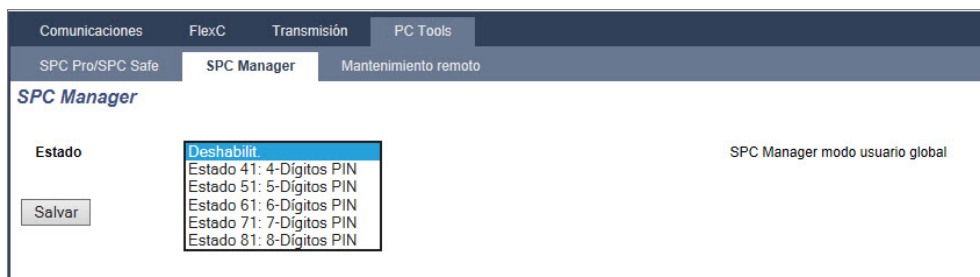 Comunicaciones FlexC Transmisión PC Tools
SPC Pro/SPC Safe SPC Manager Mantenimiento remoto
SPC Manager
Estado Deshabilit. SPC Manager modo usuario global
Estado 41: 4-Dígitos PIN
Estado 51: 5-Dígitos PIN
Estado 61: 6-Dígitos PIN
Estado 71: 7-Dígitos PIN
Estado 81: 8-Dígitos PIN
Salvar